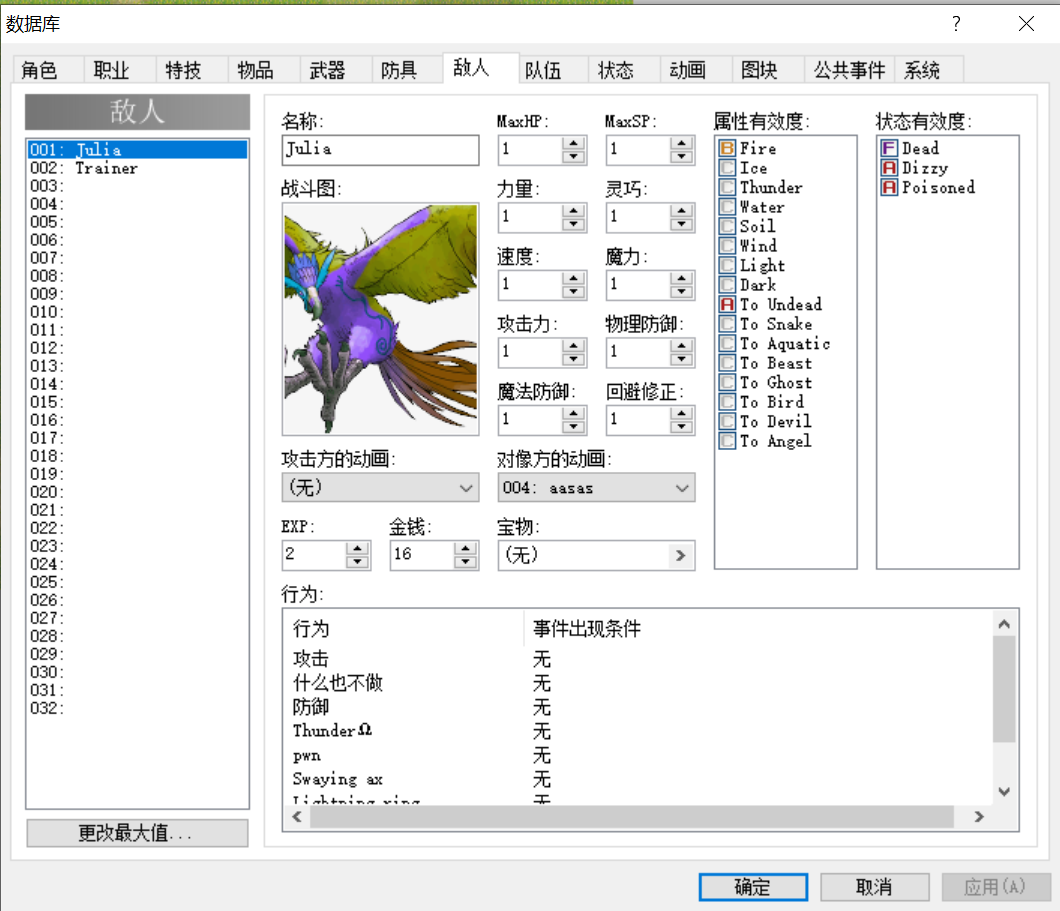 数据库
?
角色 职业 特技 物品 武器 防具 敌人 队伍 状态 动画 图块 公共事件 系统
敌人
001: Julia
002: Trainer
003:
004:
005:
006:
007:
008:
009:
010:
011:
012:
013:
014:
015:
016:
017:
018:
019:
020:
021:
022:
023:
024:
025:
026:
027:
028:
029:
030:
031:
032:
更改最大值...
名称:
Julia
战斗图:
MaxHP: MaxSP:
1 1
力量: 灵巧:
1 1
速度: 魔力:
1 1
攻击力: 物理防御:
1 1
魔法防御: 回避修正:
1 1
攻击方的动画: 对像方的动画:
(无) 004: aasas
EXP: 金钱: 宝物:
2 16 (无)
属性有效度:
B Fire
C Ice
C Thunder
C Water
C Soil
C Wind
C Light
C Dark
A To Undead
C To Snake
C To Aquatic
C To Beast
C To Ghost
C To Bird
C To Devil
C To Angel
状态有效度:
F Dead
A Dizzy
A Poisoned
行为:
行为 事件出现条件
攻击 无
什么也不做 无
防御 无
ThunderΩ 无
pwn 无
Swaying ax 无
Lightning ring 无
确定 取消 应用(A)